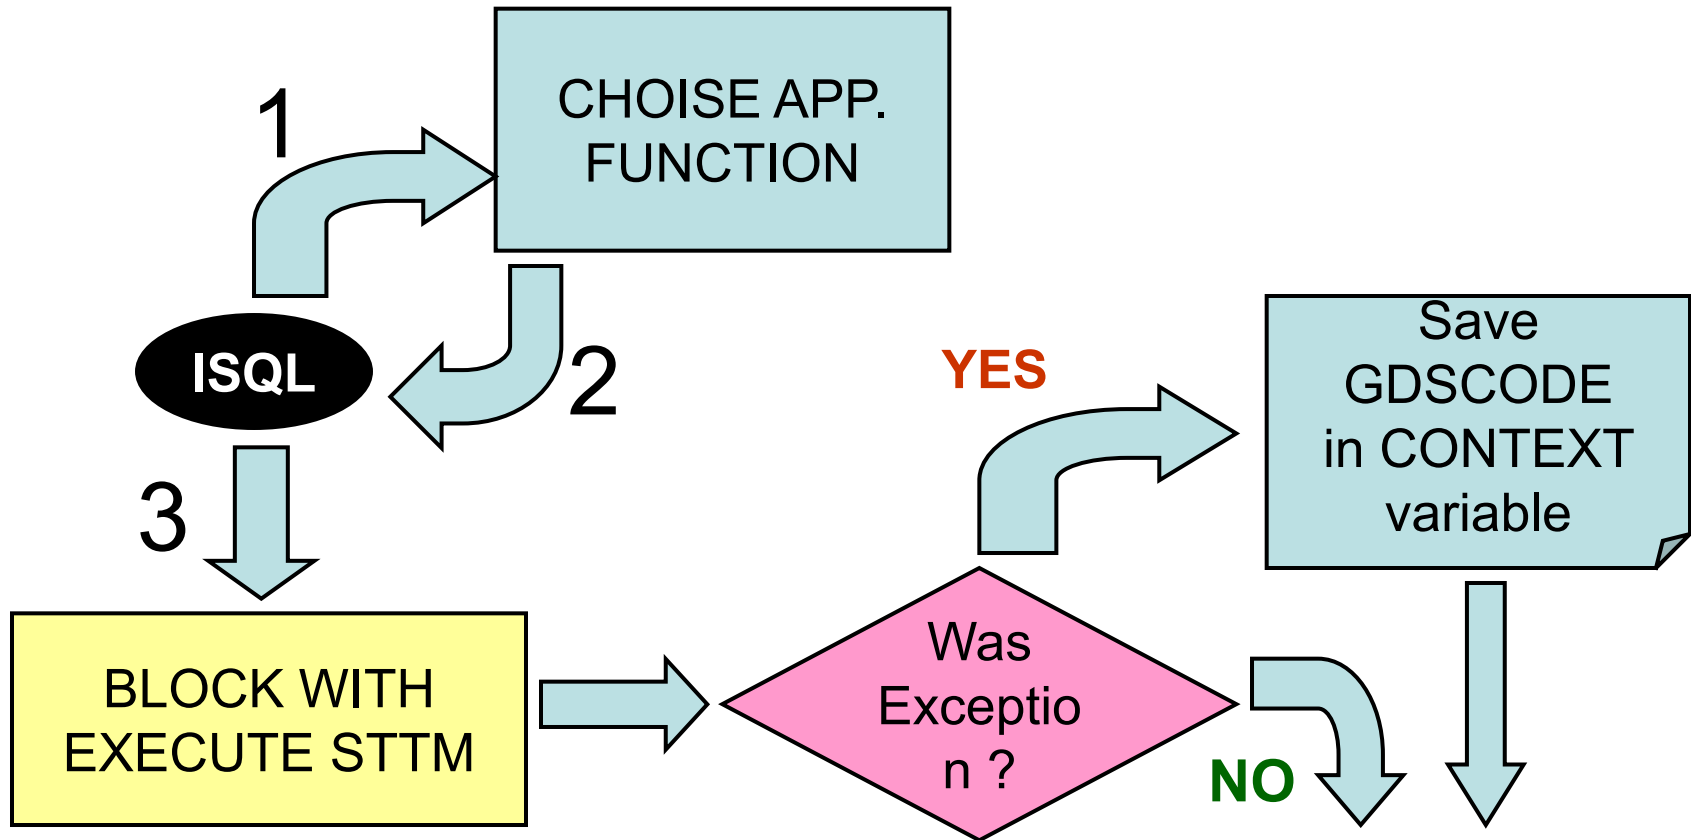 1
CHOISE APP.
FUNCTION
ISQL
2
3
BLOCK WITH
EXECUTE STTM
Was
Exceptio
n ?
YES
NO
Save
GDSCODE
in CONTEXT
variable